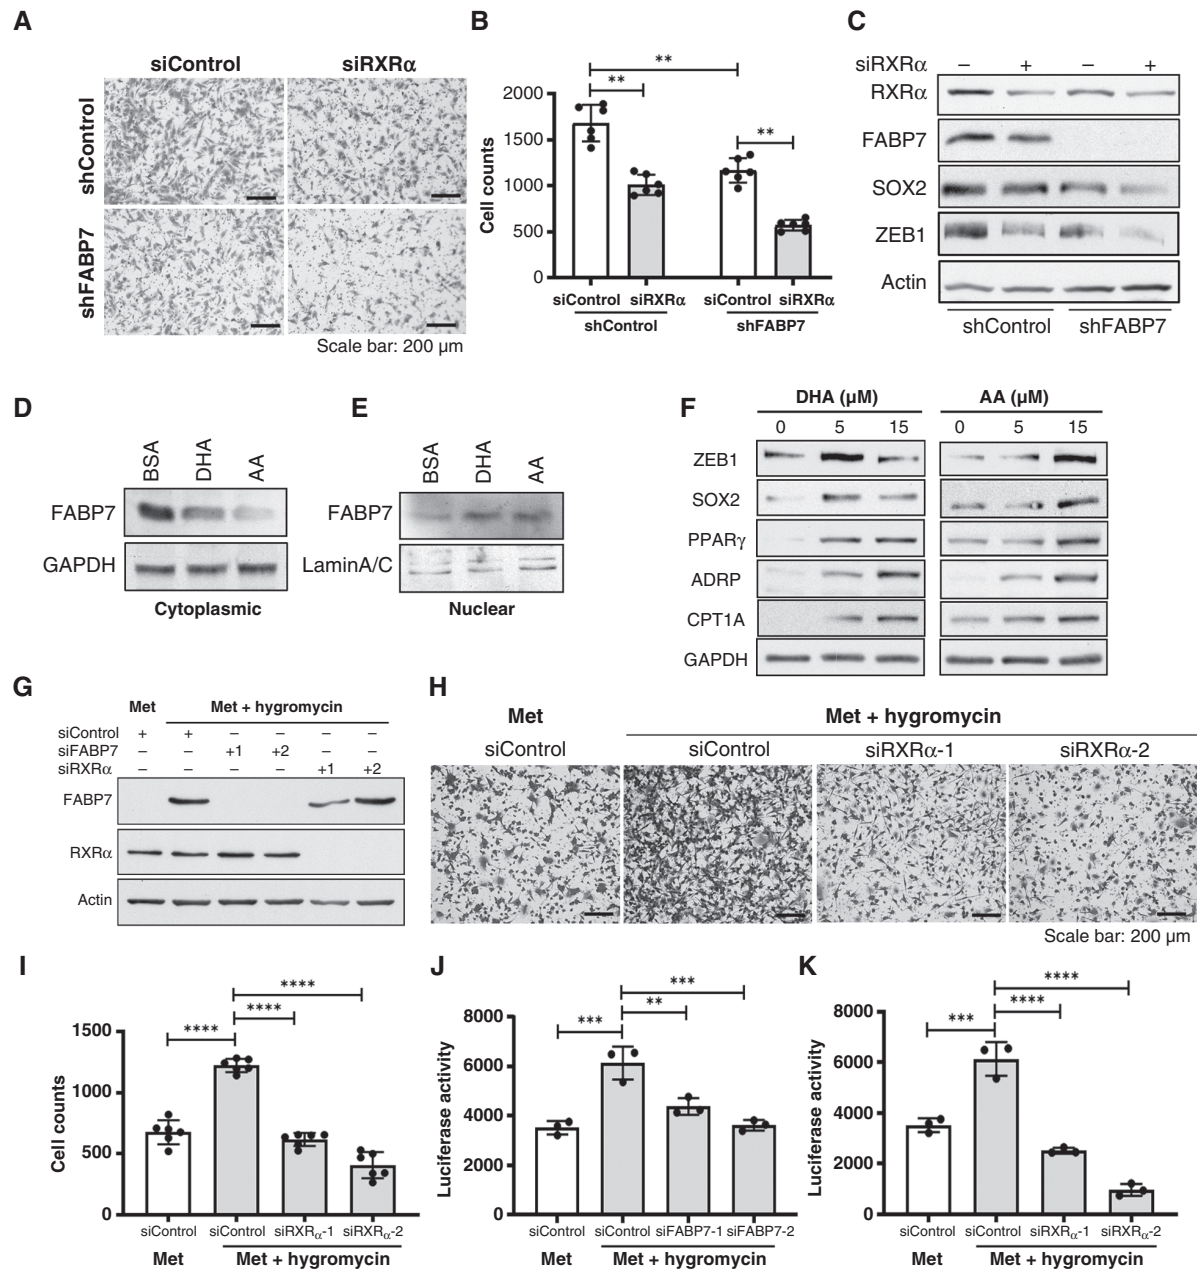 A
siControl
siRXRα
shControl
shFABP7
Scale bar: 200 µm
B
**
**
**
Cell counts
2000
1500
1000
500
0
siControl siRXRα siControl siRXRα
shControl shFABP7
C
siRXRα – + – +
RXRα
FABP7
SOX2
ZEB1
Actin
shControl shFABP7
D
BSA DHA AA
FABP7
GAPDH
Cytoplasmic
E
BSA DHA AA
FABP7
LaminA/C
Nuclear
F
DHA (µM) AA (µM)
0 5 15 0 5 15
ZEB1
SOX2
PPARγ
ADRP
CPT1A
GAPDH
G
Met Met + hygromycin
siControl + + – – – –
siFABP7 – – +1 +2 – –
siRXRα – – – – +1 +2
FABP7
RXRα
Actin
H
Met Met + hygromycin
siControl siControl siRXRα-1 siRXRα-2
Scale bar: 200 µm
I
****
****
****
Cell counts
1500
1000
500
0
siControl siControl siRXRα-1 siRXRα-2
Met Met + hygromycin
J
***
**
***
Luciferase activity
8000
6000
4000
2000
0
siControl siControl siFABP7-1 siFABP7-2
Met Met + hygromycin
K
****
****
***
Luciferase activity
8000
6000
4000
2000
0
siControl siControl siRXRα-1 siRXRα-2
Met Met + hygromycin